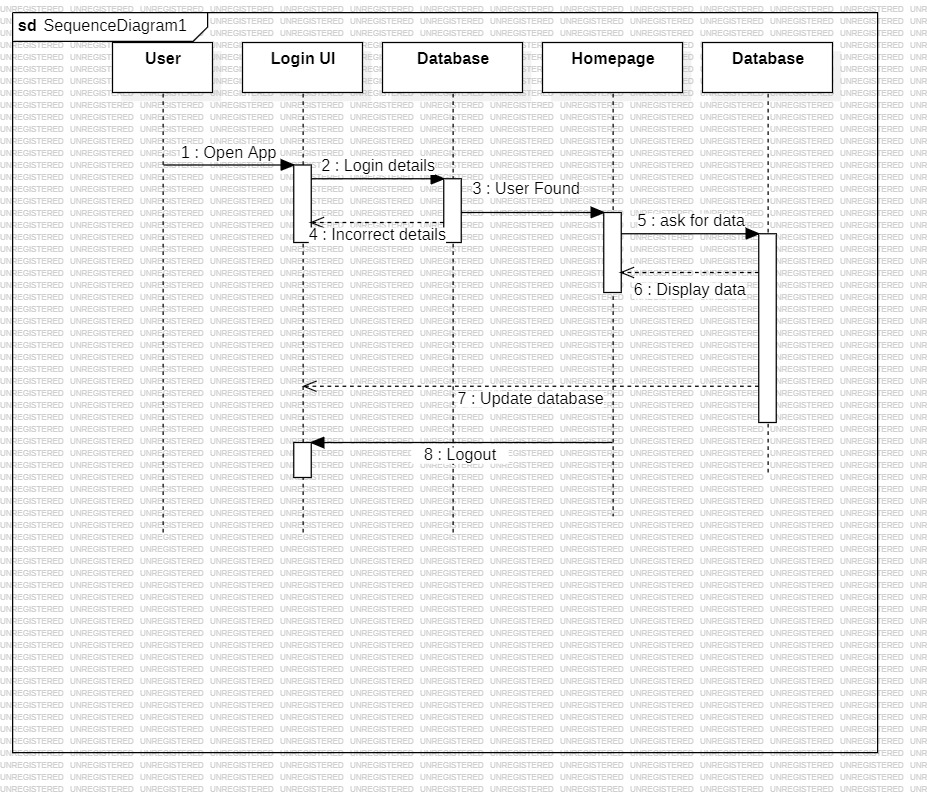 sd SequenceDiagram1
User
Login UI
Database
Homepage
Database
1 : Open App
2 : Login details
3 : User Found
4 : Incorrect details
5 : ask for data
6 : Display data
7 : Update database
8 : Logout
UNREGISTERED